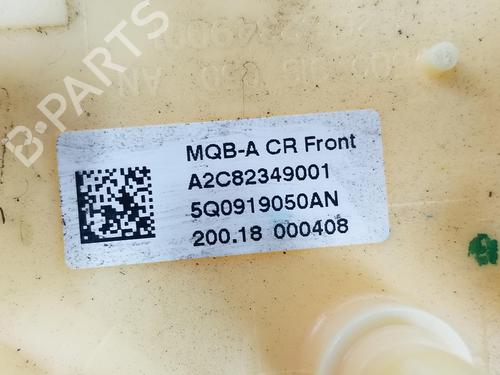 B-PARTS
MQB-A CR Front
A2C82349001
5Q0919050AN
200.18 000408